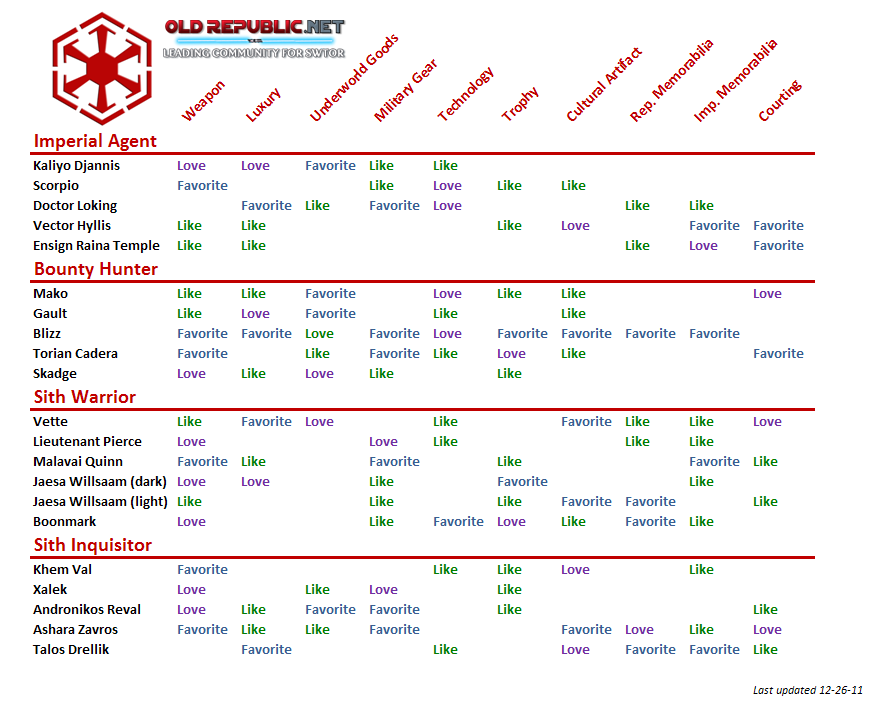 OLD REPUBLIC.NET
LEADING COMMUNITY FOR SWTOR
Weapon Luxury Underworld Goods Military Gear Technology Trophy Cultural Artifact Rep. Memorabilia Imp. Memorabilia Courting
Imperial Agent
Kaliyo Djannis Love Love Favorite Like Like
Scorpio Favorite Like Love Like Like
Doctor Loking Favorite Like Favorite Love Like Like
Vector Hyllis Like Like Like Love Favorite Favorite
Ensign Raina Temple Like Like Like Love Favorite
Bounty Hunter
Mako Like Like Favorite Love Like Like Love
Gault Like Love Favorite Like Like
Blizz Favorite Favorite Love Favorite Love Favorite Favorite Favorite Favorite
Torian Cadera Favorite Like Favorite Like Love Like Favorite
Skadge Love Like Love Like Like
Sith Warrior
Vette Like Favorite Love Like Favorite Like Like Love
Lieutenant Pierce Love Love Like Like Like
Malavai Quinn Favorite Like Favorite Like Favorite Like
Jaesa Willsaam (dark) Love Love Like Favorite Like
Jaesa Willsaam (light) Like Like Like Favorite Favorite Like
Boonmark Love Like Favorite Love Like Favorite Like
Sith Inquisitor
Khem Val Favorite Like Like Love Like
Xalek Love Like Love Like
Andronikos Reval Love Like Favorite Favorite Like Like
Ashara Zavros Favorite Like Like Favorite Favorite Love Like Love
Talos Drellik Favorite Like Love Favorite Favorite Like
Last updated 12-26-11